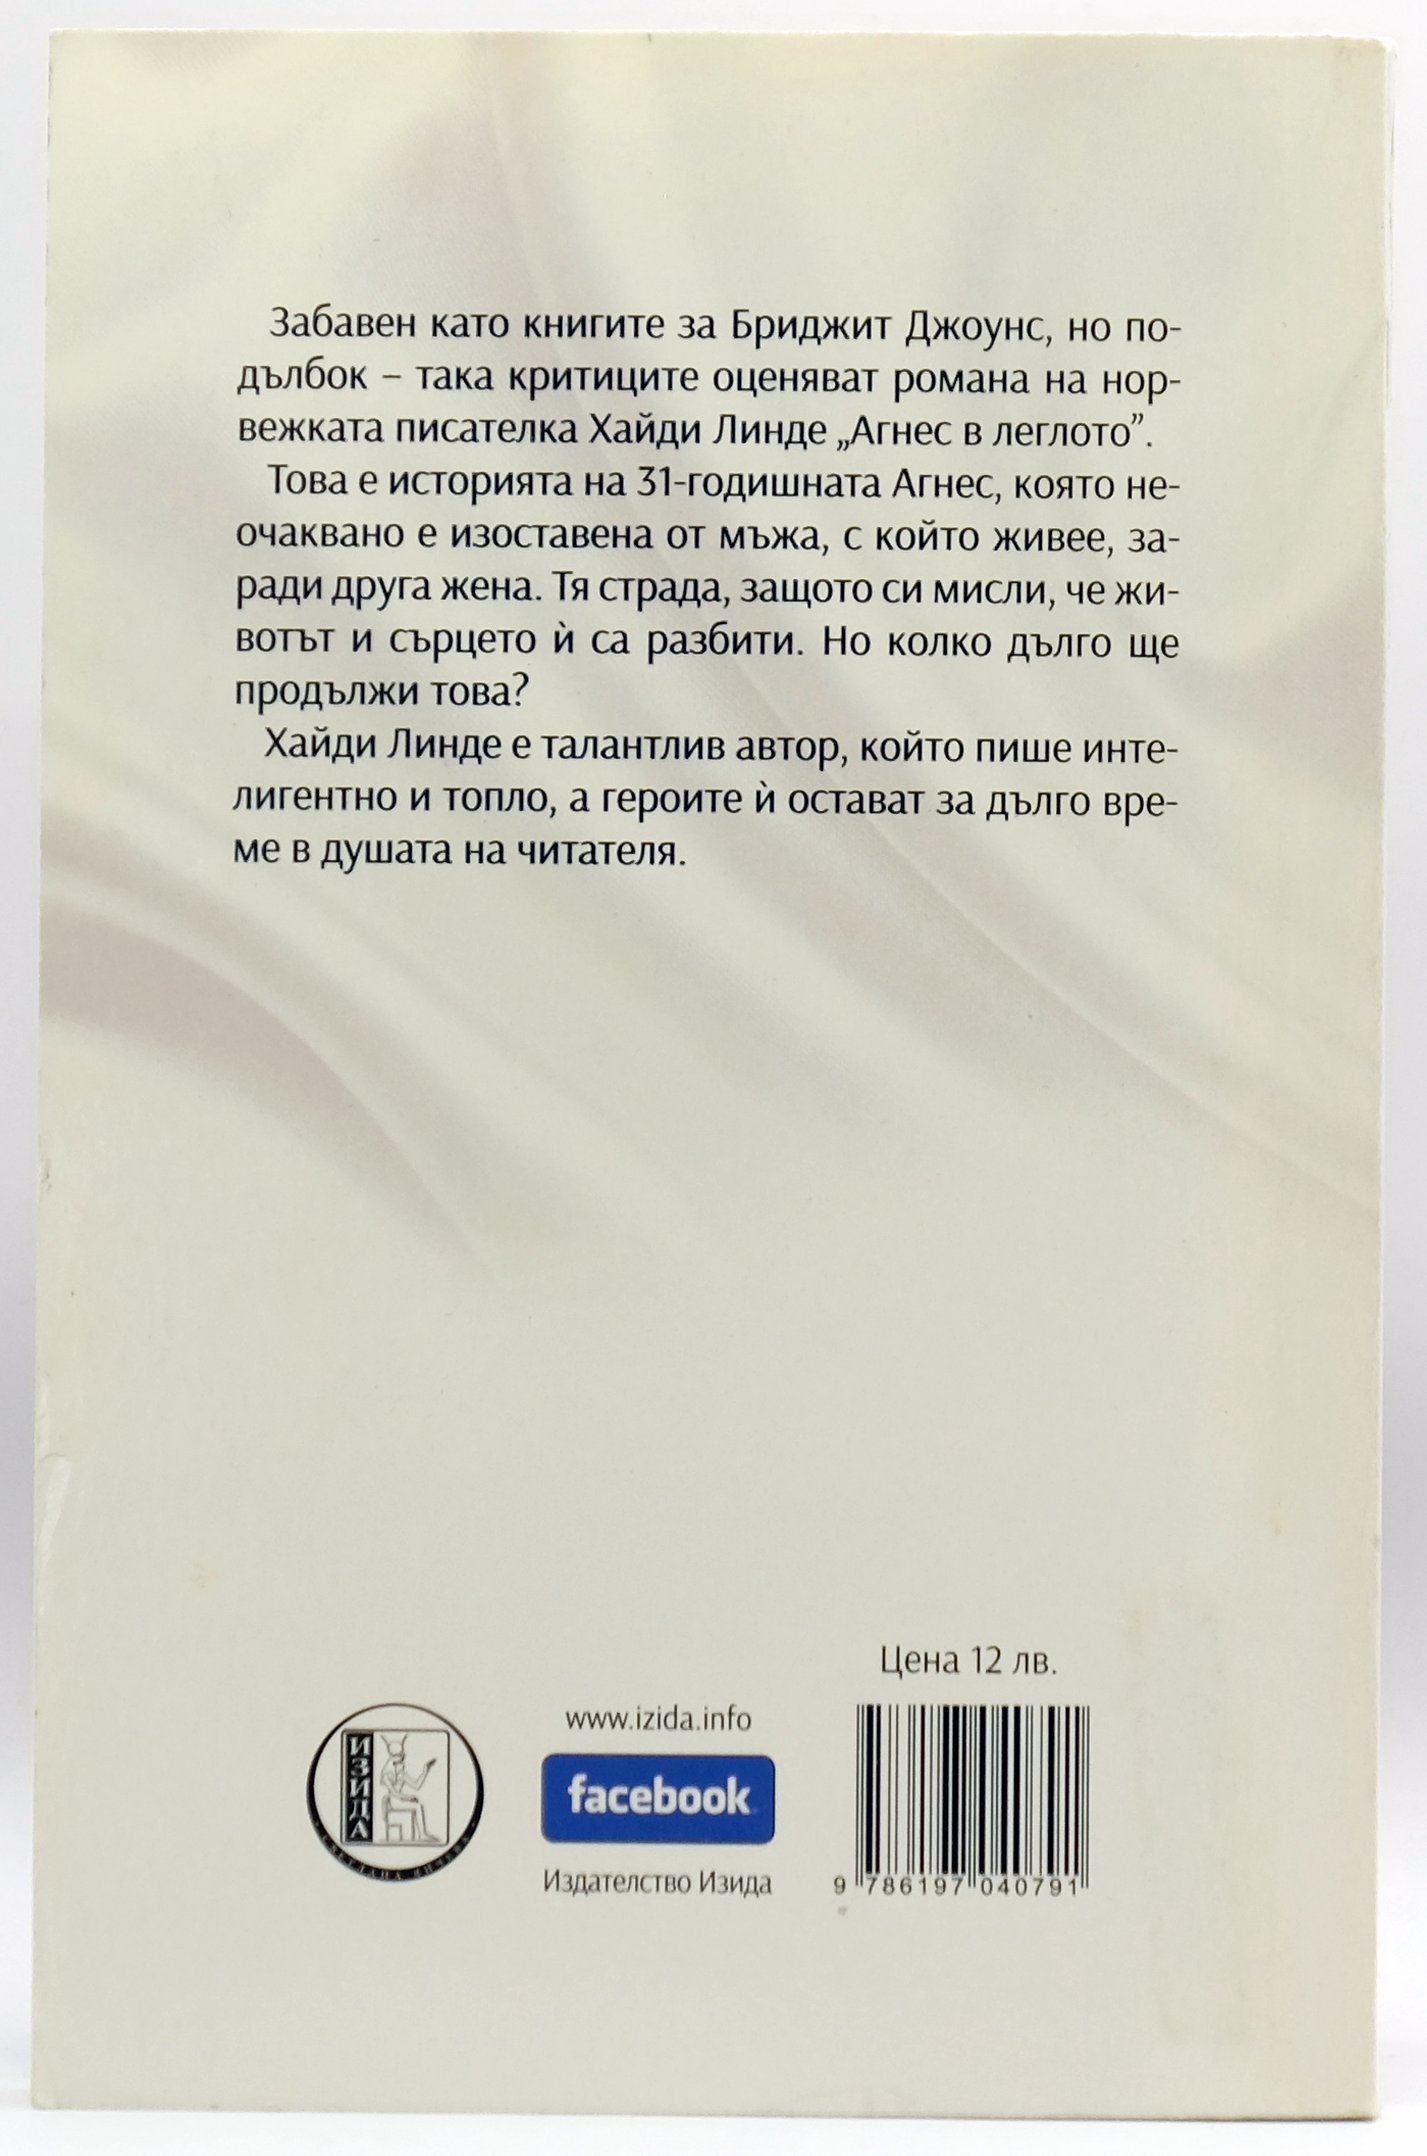 Забавен като книгите за Бриджит Джоунс, но по-
дълбок – така критиците оценяват романа на нор-
вежката писателка Хайди Линде „Агнес в леглото”.
Това е историята на 31-годишната Агнес, която не-
очаквано е изоставена от мъжа, с който живее, за-
ради друга жена. Тя страда, защото си мисли, че жи-
вотът и сърцето ѝ са разбити. Но колко дълго ще
продължи това?
Хайди Линде е талантлив автор, който пише инте-
лигентно и топло, а героите ѝ остават за дълго вре-
ме в душата на читателя.
Цена 12 лв.
www.izida.info
ИЗИДА
facebook
Издателство Изида
9 786197 040791